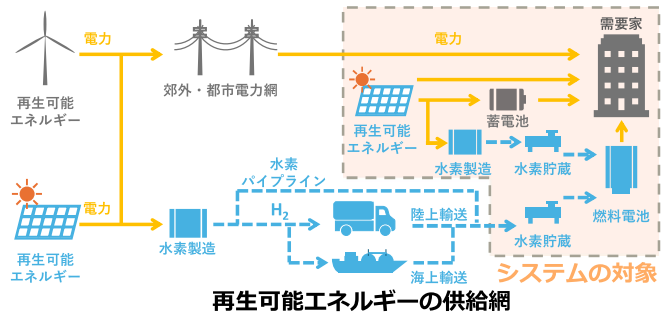 需要家
電力
電力
再生可能
エネルギー
郊外・都市電力網
再生可能
エネルギー
蓄電池
水素製造
水素貯蔵
水素
パイプライン
電力
H₂
陸上輸送
燃料電池
水素製造
水素貯蔵
再生可能
エネルギー
海上輸送
システムの対象
再生可能エネルギーの供給網